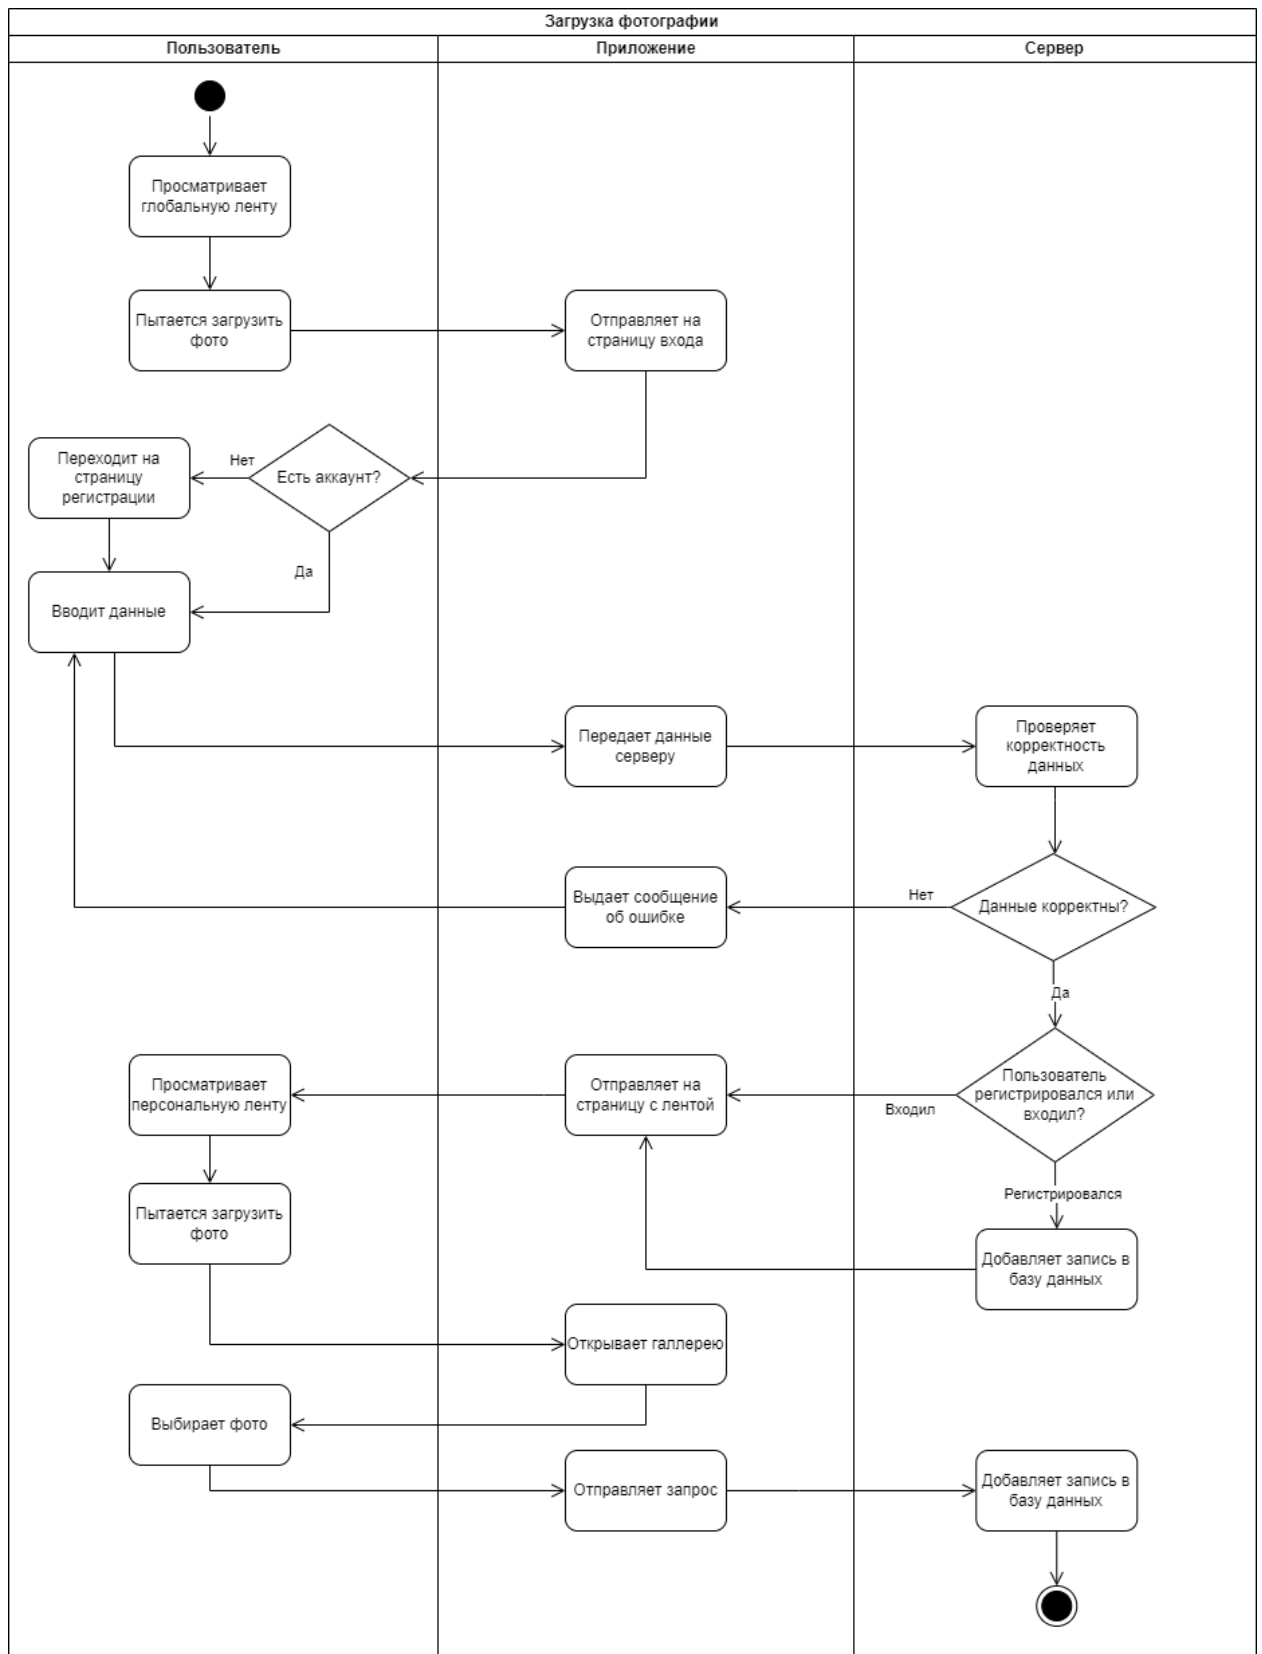 Загрузка фотографии
Пользователь
Приложение
Сервер
Просматривает
глобальную ленту
Пытается загрузить
фото
Отправляет на
страницу входа
Переходит на
страницу
регистрации
Нет
Есть аккаунт?
Да
Вводит данные
Передает данные
серверу
Проверяет
корректность
данных
Выдает сообщение
об ошибке
Нет
Данные корректны?
Да
Просматривает
персональную ленту
Отправляет на
страницу с лентой
Входил
Пользователь
регистрировался или
входил?
Регистрировался
Пытается загрузить
фото
Добавляет запись в
базу данных
Открывает галлерею
Выбирает фото
Отправляет запрос
Добавляет запись в
базу данных